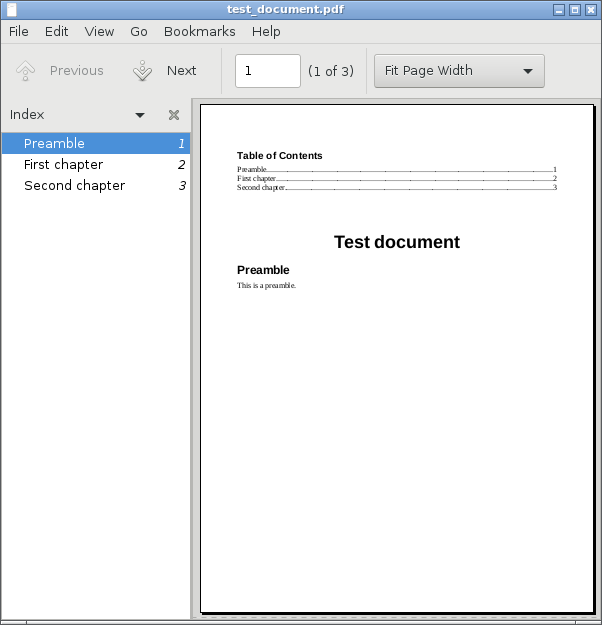 test_document.pdf
File Edit View Go Bookmarks Help
Previous Next 1 (1 of 3) Fit Page Width
Index
Preamble 1
First chapter 2
Second chapter 3
Table of Contents
Preamble 1
First chapter 2
Second chapter 3
Test document
Preamble
This is a preamble.